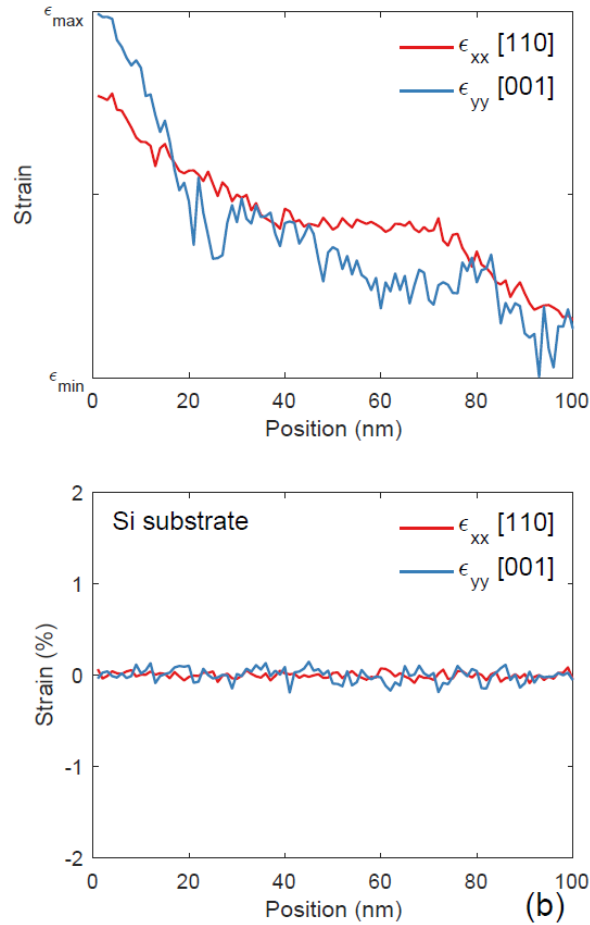 ϵmax
ϵxx [110]
ϵyy [001]
Strain
ϵmin
0 20 40 60 80 100
Position (nm)
2
Si substrate
ϵxx [110]
ϵyy [001]
1
Strain (%)
0
-1
-2
0 20 40 60 80 100
Position (nm)
(b)